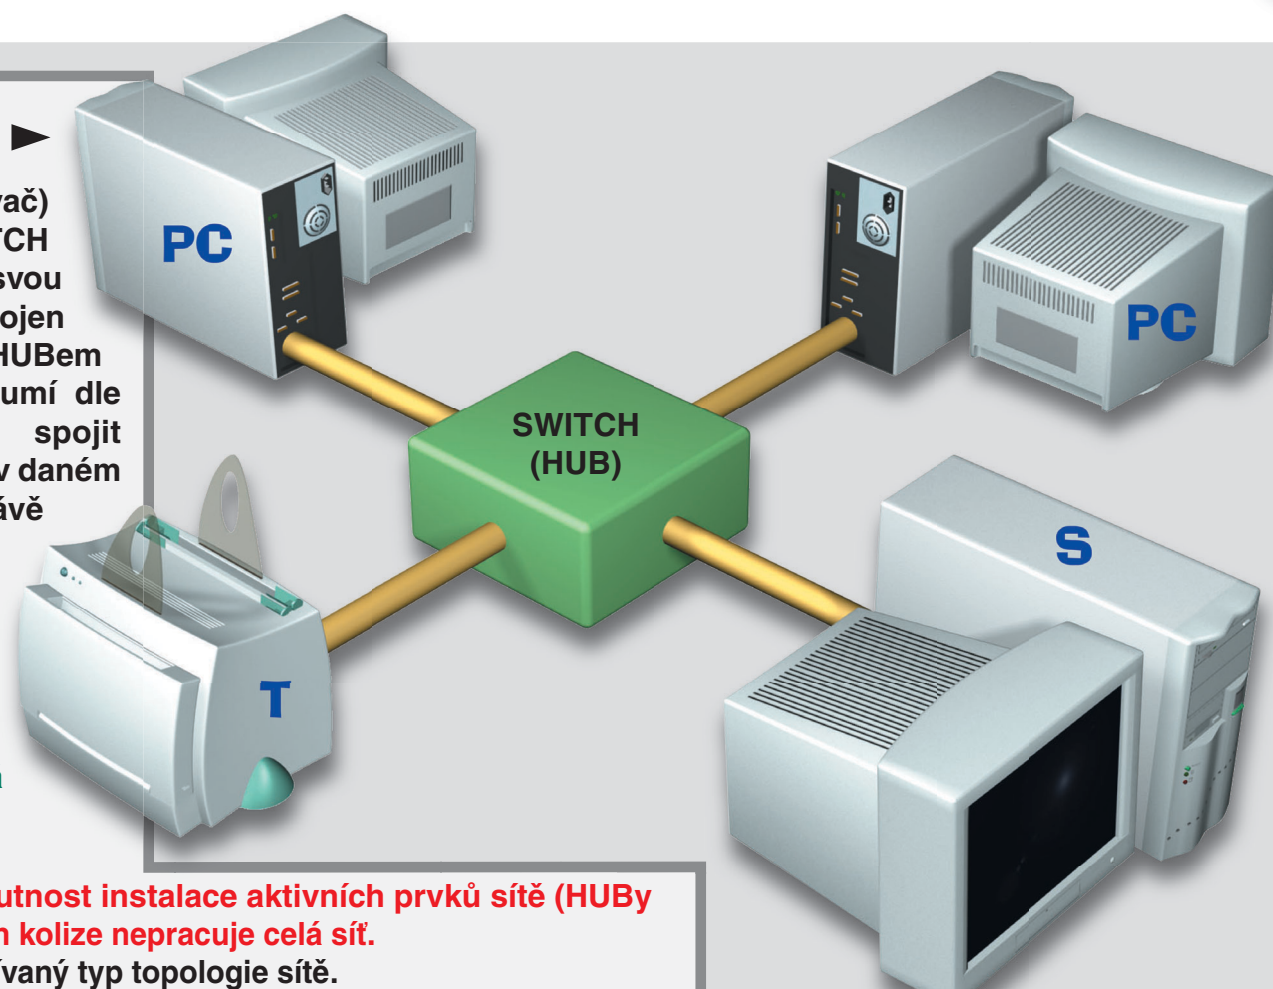 vač)
TCH
svou
ojen
HUBem
umí dle
spojit
v daném
ávě
PC
PC
SWITCH
(HUB)
S
T
utnost instalace aktivních prvků sítě (HUBy
n kolize nepracuje celá síť.
ívaný typ topologie sítě.